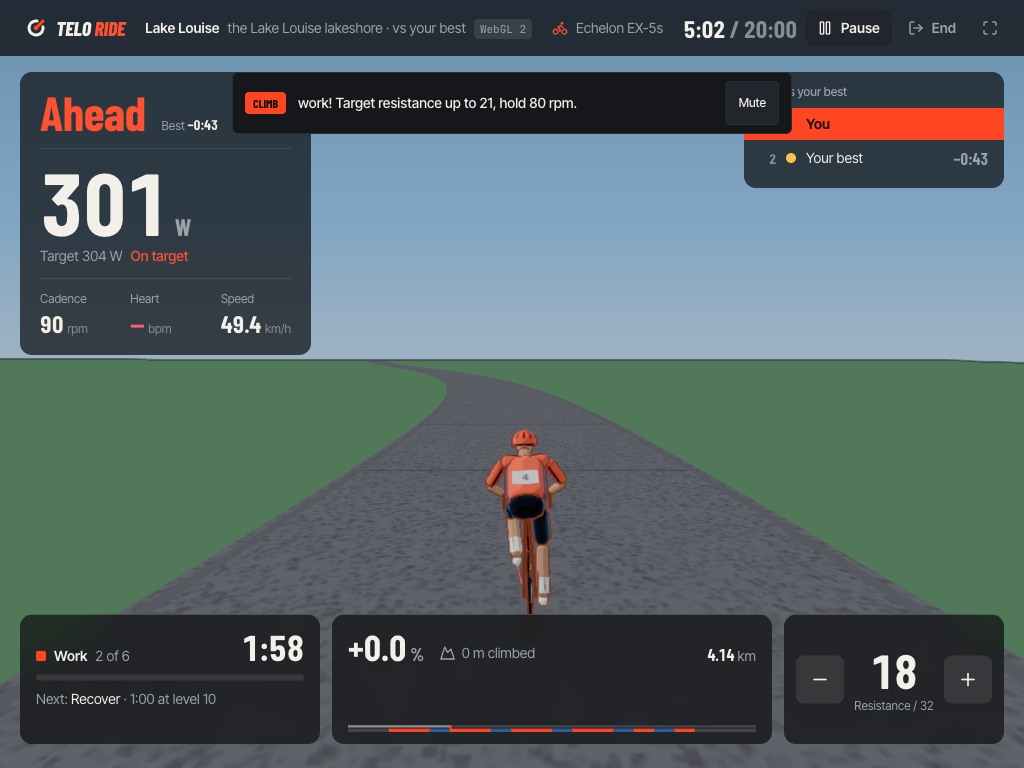 TELO RIDE
Lake Louise the Lake Louise lakeshore · vs your best WebGL 2
Echelon EX-5s
5:02 / 20:00
Pause
End
Ahead
Best −0:43
CLIMB work! Target resistance up to 21, hold 80 rpm.
Mute
s your best
You
2 Your best −0:43
301 W
Target 304 W On target
Cadence Heart Speed
90 rpm – bpm 49.4 km/h
4
Work 2 of 6 1:58
Next: Recover · 1:00 at level 10
+0.0 % 0 m climbed 4.14 km
− 18 +
Resistance / 32